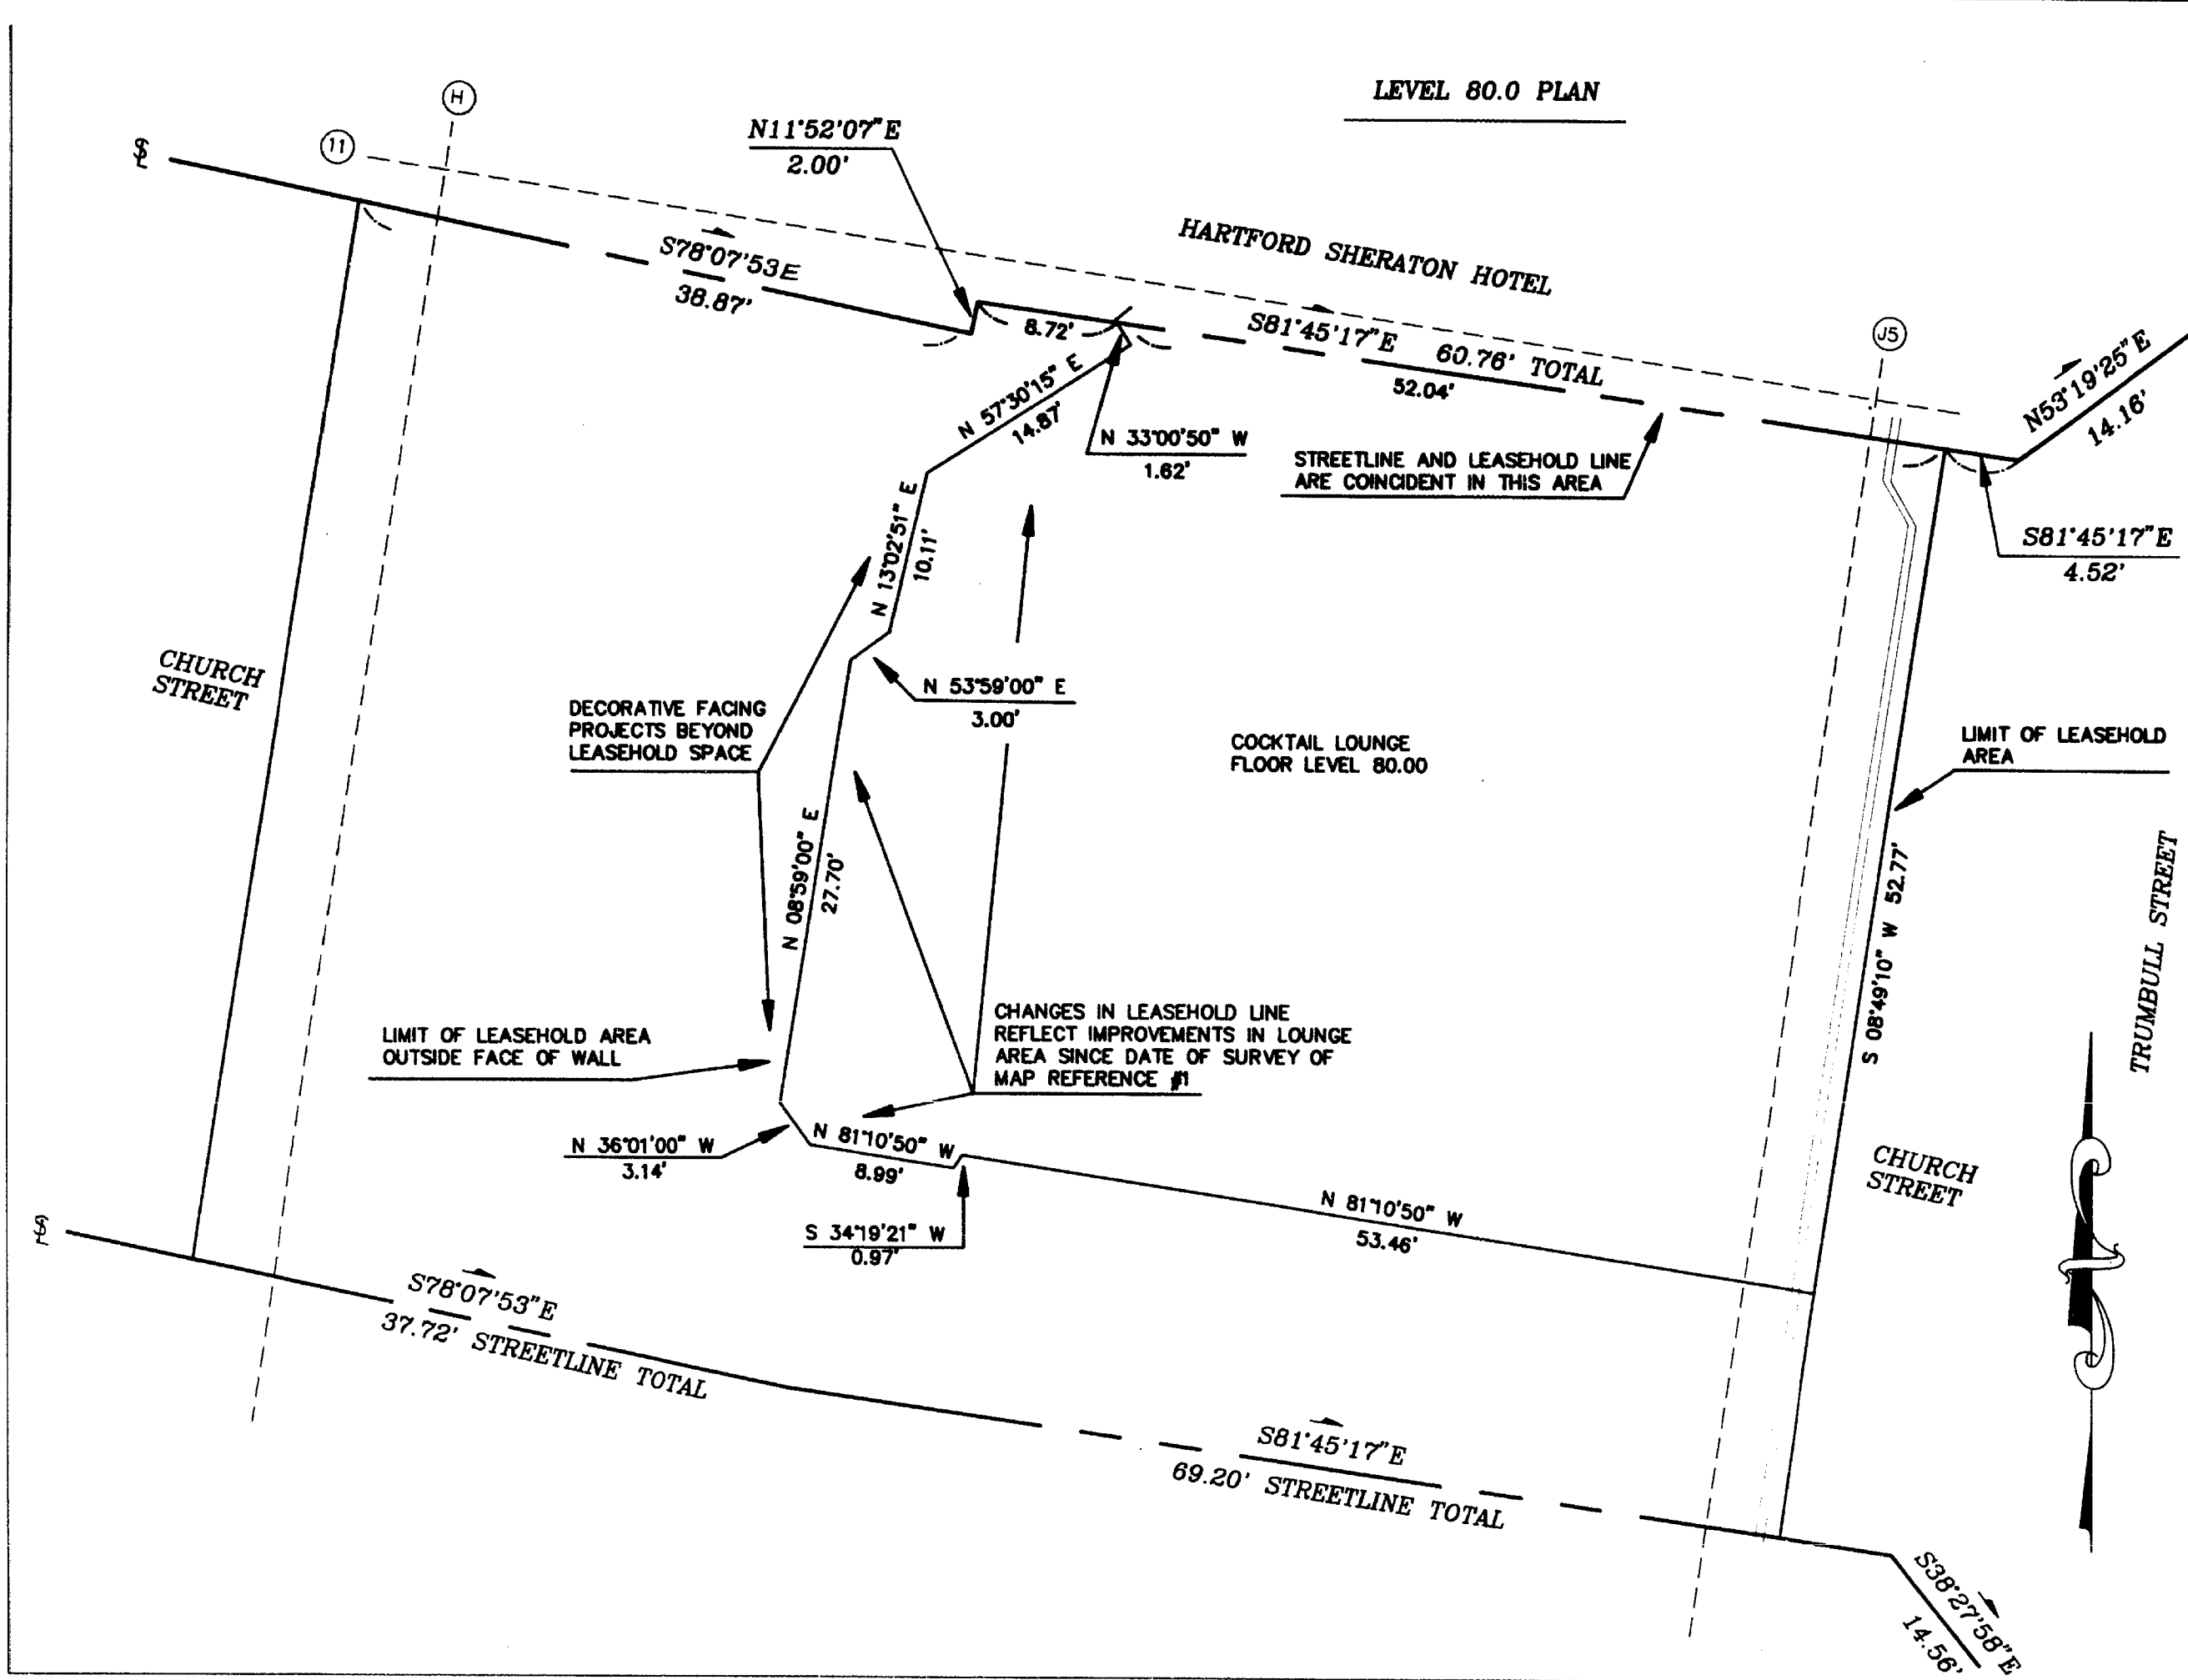 LEVEL 80.0 PLAN
H
11
N11°52'07"E
2.00'
HARTFORD SHERATON HOTEL
S78°07'53E
38.87'
8.72'
S81°45'17"E 60.76' TOTAL
52.04'
J5
N53°19'25"E
14.16'
N 57°30'15" E
14.87'
N 33°00'50" W
1.62'
STREETLINE AND LEASEHOLD LINE
ARE COINCIDENT IN THIS AREA
S81°45'17"E
4.52'
N 13°02'51" E
10.11'
CHURCH
STREET
N 53°59'00" E
3.00'
DECORATIVE FACING
PROJECTS BEYOND
LEASEHOLD SPACE
COCKTAIL LOUNGE
FLOOR LEVEL 80.00
LIMIT OF LEASEHOLD
AREA
N 08°59'00" E
27.70'
S 08°49'10" W 52.77'
TRUMBULL STREET
LIMIT OF LEASEHOLD AREA
OUTSIDE FACE OF WALL
CHANGES IN LEASEHOLD LINE
REFLECT IMPROVEMENTS IN LOUNGE
AREA SINCE DATE OF SURVEY OF
MAP REFERENCE #1
N 36°01'00" W
3.14'
N 81°10'50" W
8.99'
S 34°19'21" W
0.97'
N 81°10'50" W
53.46'
CHURCH
STREET
S78°07'53"E
37.72' STREETLINE TOTAL
S81°45'17"E
69.20' STREETLINE TOTAL
S38°27'58"E
14.56'